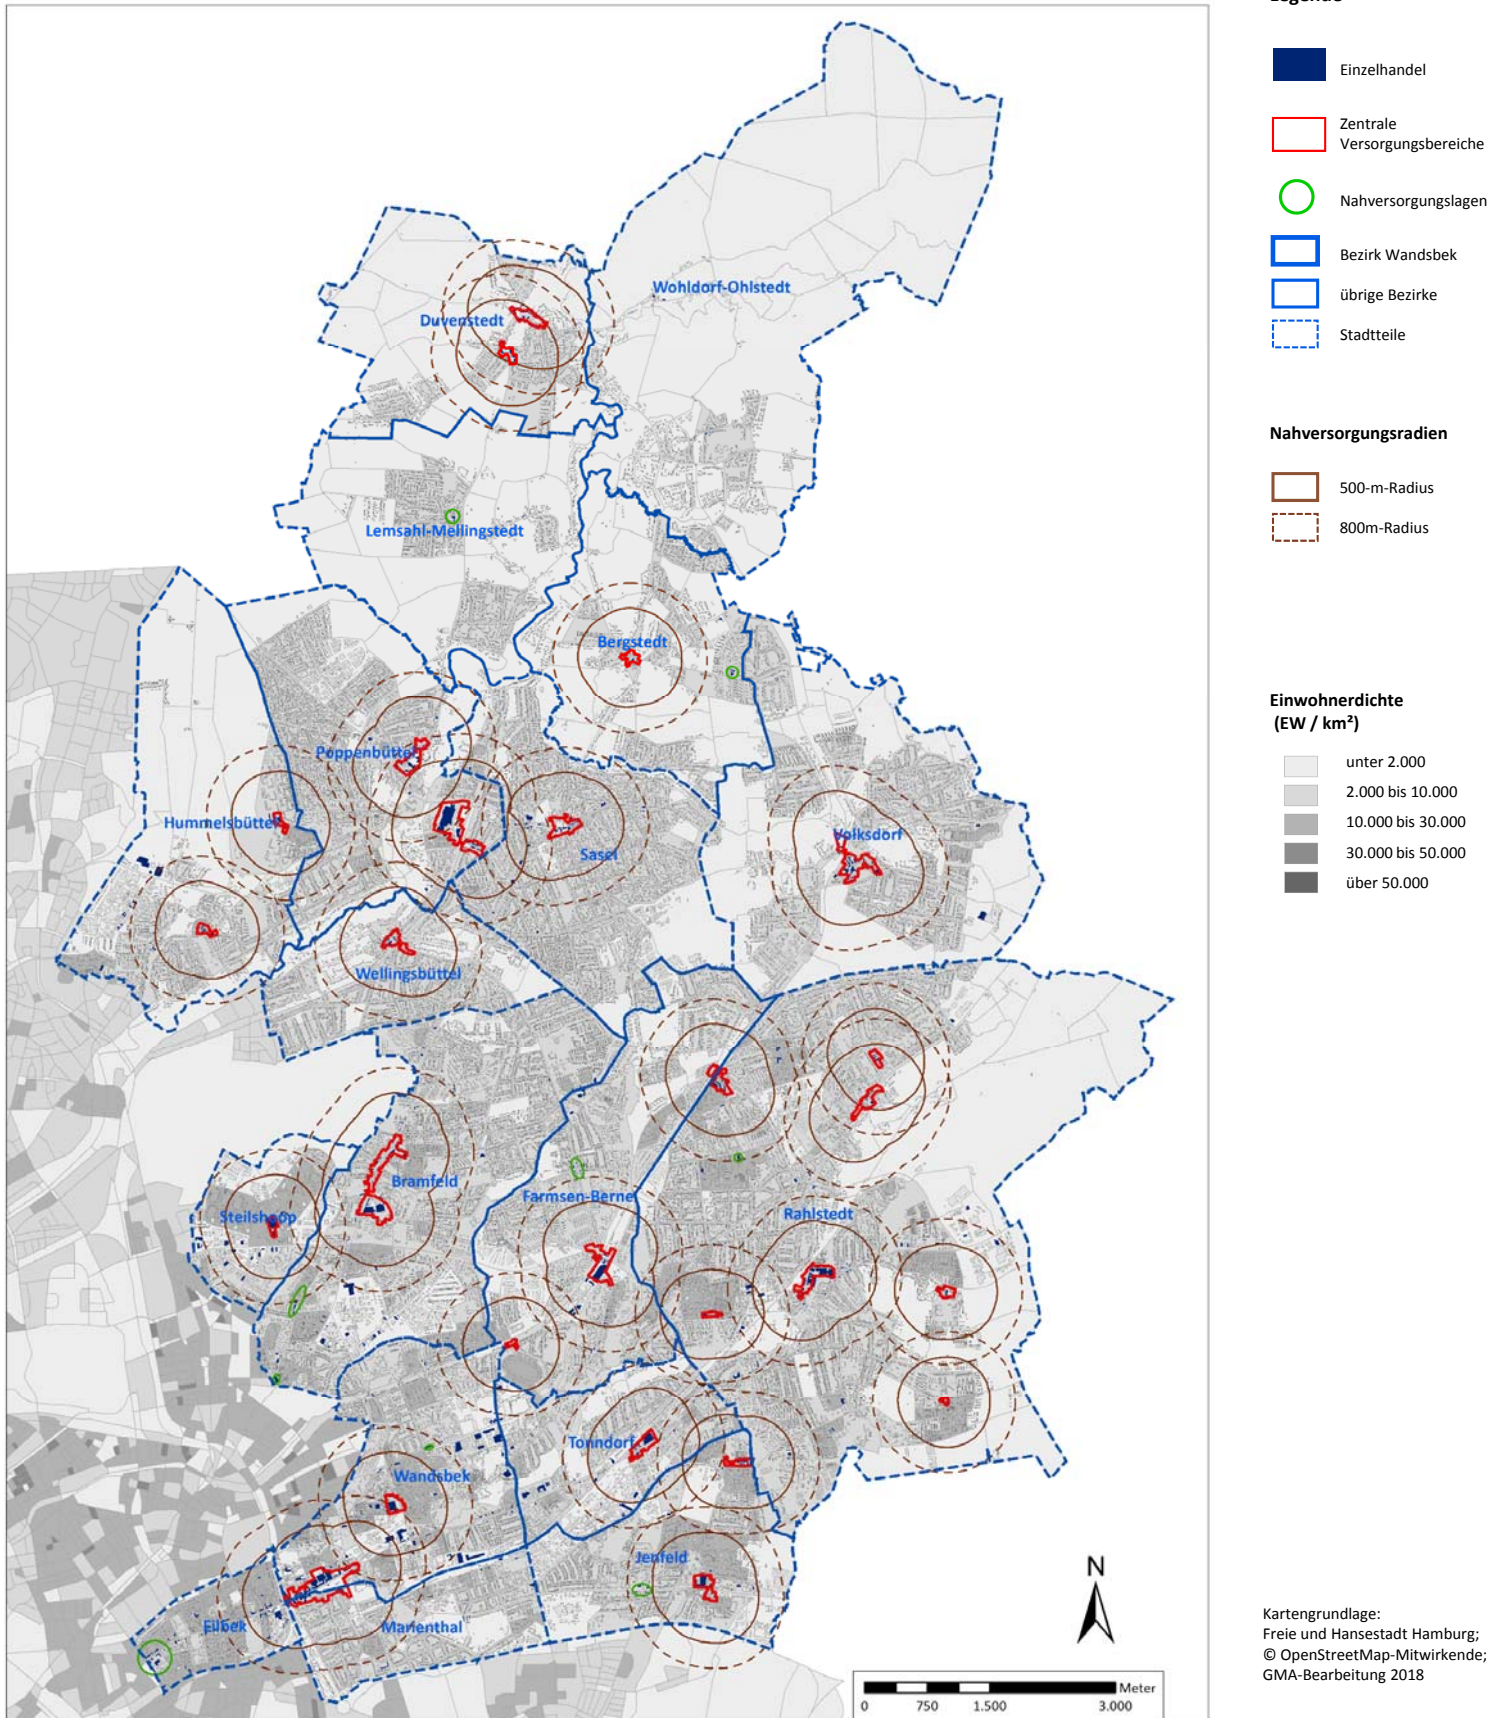 Legende
Einzelhandel
Zentrale
Versorgungsbereiche
Nahversorgungslagen
Bezirk Wandsbek
übrige Bezirke
Stadtteile
Nahversorgungsradien
500-m-Radius
800m-Radius
Einwohnerdichte
(EW / km²)
unter 2.000
2.000 bis 10.000
10.000 bis 30.000
30.000 bis 50.000
über 50.000
Wohldorf-Ohlstedt
Duvenstedt
Lemsahl-Mellingstedt
Bergstedt
Poppenbüttel
Hummelsbüttel
Sasel
Volksdorf
Wellingsbüttel
Bramfeld
Steilshoop
Farmsen-Berne
Rahlstedt
Tonndorf
Wandsbek
Jenfeld
Eilbek
Marienthal
N
Meter
0 750 1.500 3.000
Kartengrundlage:
Freie und Hansestadt Hamburg;
© OpenStreetMap-Mitwirkende;
GMA-Bearbeitung 2018